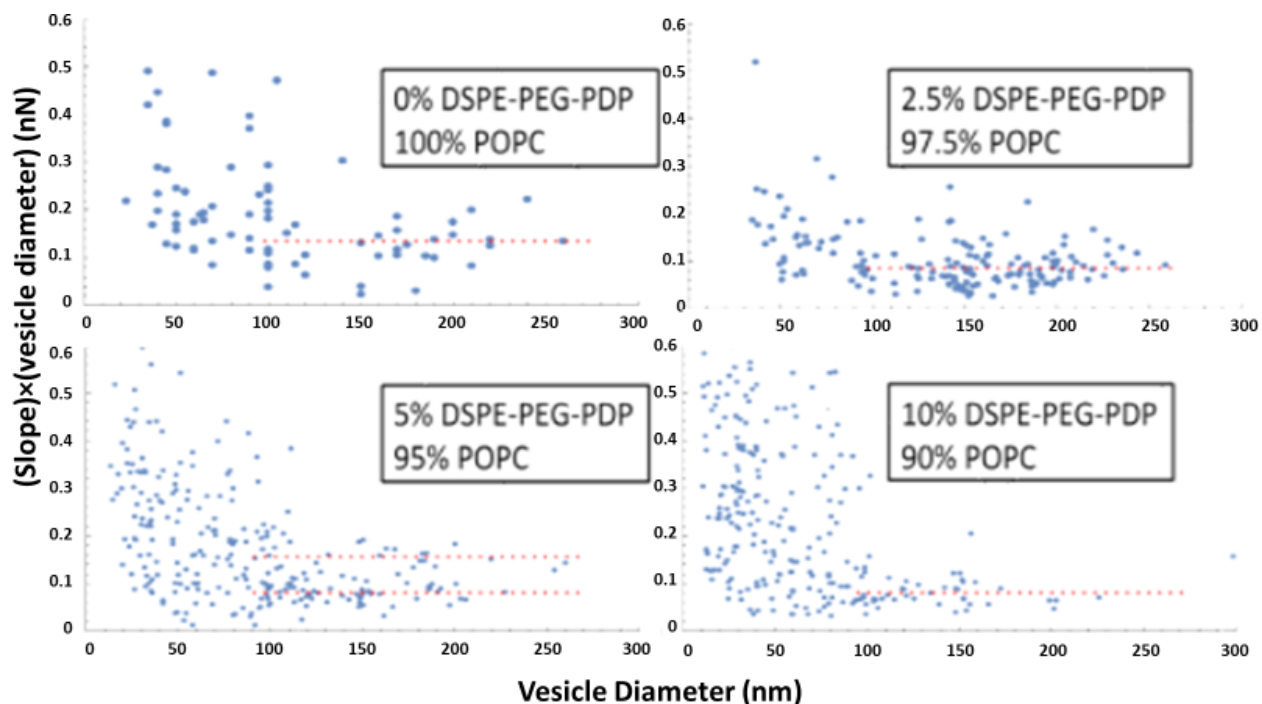 (Slope)×(vesicle diameter) (nN)
0.6
0.5
0.4
0.3
0.2
0.1
0
0% DSPE-PEG-PDP
100% POPC
0 50 100 150 200 250 300
0.6
0.5
0.4
0.3
0.2
0.1
0
2.5% DSPE-PEG-PDP
97.5% POPC
0 50 100 150 200 250 300
0.6
0.5
0.4
0.3
0.2
0.1
0
5% DSPE-PEG-PDP
95% POPC
0 50 100 150 200 250 300
0.6
0.5
0.4
0.3
0.2
0.1
0
10% DSPE-PEG-PDP
90% POPC
0 50 100 150 200 250 300
Vesicle Diameter (nm)